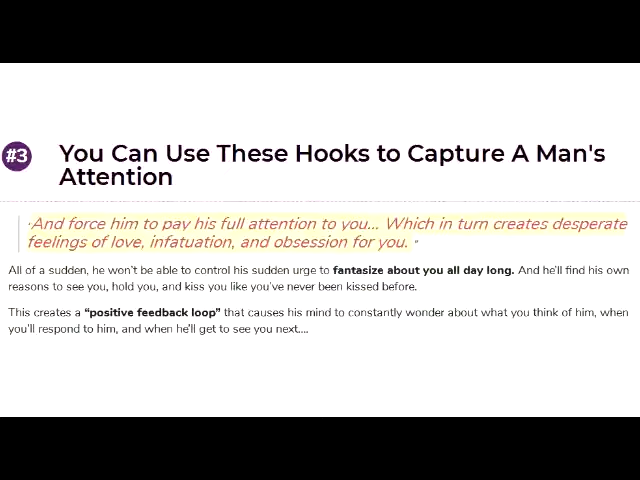 #3 You Can Use These Hooks to Capture A Man's
Attention
"And force him to pay his full attention to you... Which in turn creates desperate
feelings of love, infatuation, and obsession for you. "
All of a sudden, he won't be able to control his sudden urge to fantasize about you all day long. And he'll find his own
reasons to see you, hold you, and kiss you like you've never been kissed before.
This creates a “positive feedback loop” that causes his mind to constantly wonder about what you think of him, when
you'll respond to him, and when he'll get to see you next....